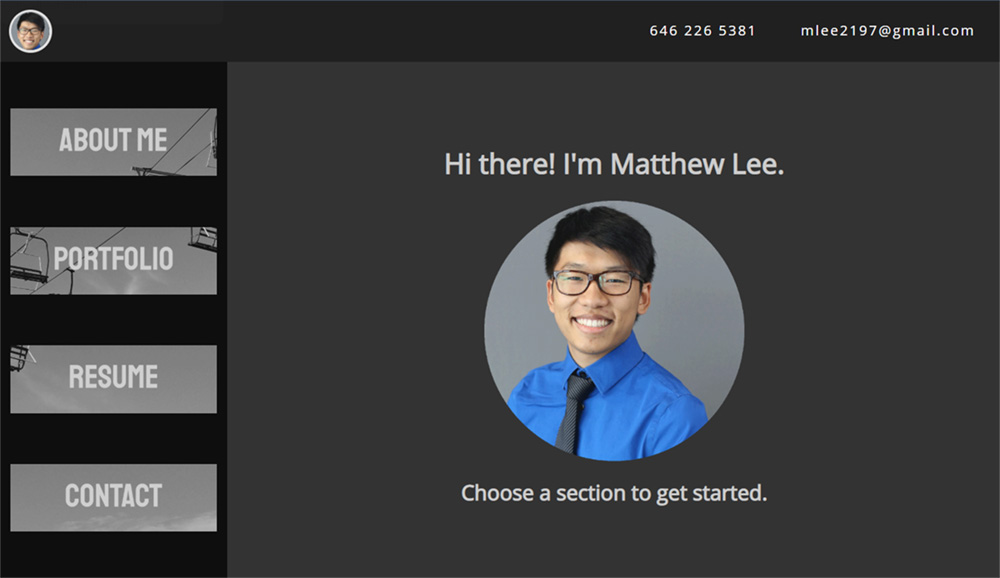 646 226 5381
mlee2197@gmail.com
ABOUT ME
PORTFOLIO
RESUME
CONTACT
Hi there! I'm Matthew Lee.
Choose a section to get started.